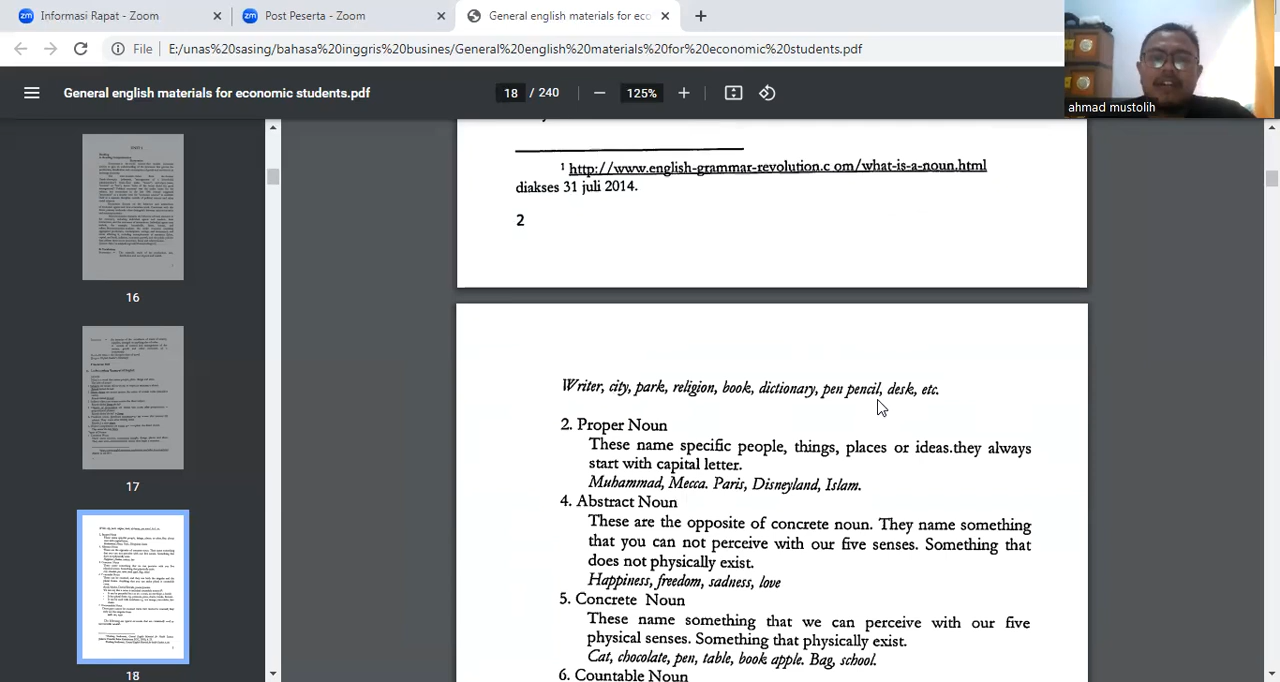 Informasi Rapat - Zoom
Post Peserta - Zoom
General english materials for eco
File
E:/unas%20sasing/bahasa%20inggris%20busines/General%20english%20materials%20for%20economic%20students.pdf
ahmad mustolih
General english materials for economic students.pdf
18 / 240
125%
16
17
18
1 http://www.english-grammar-revolution.c om/what-is-a-noun.html
diakses 31 juli 2014.
2
Writer, city, park, religion, book, dictionary, pen pencil, desk, etc.
2. Proper Noun
These name specific people, things, places or ideas.they always
start with capital letter.
Muhammad, Mecca. Paris, Disneyland, Islam.
4. Abstract Noun
These are the opposite of concrete noun. They name something
that you can not perceive with our five senses. Something that
does not physically exist.
Happiness, freedom, sadness, love
5. Concrete Noun
These name something that we can perceive with our five
physical senses. Something that physically exist.
Cat, chocolate, pen, table, book apple. Bag, school.
6. Countable Noun